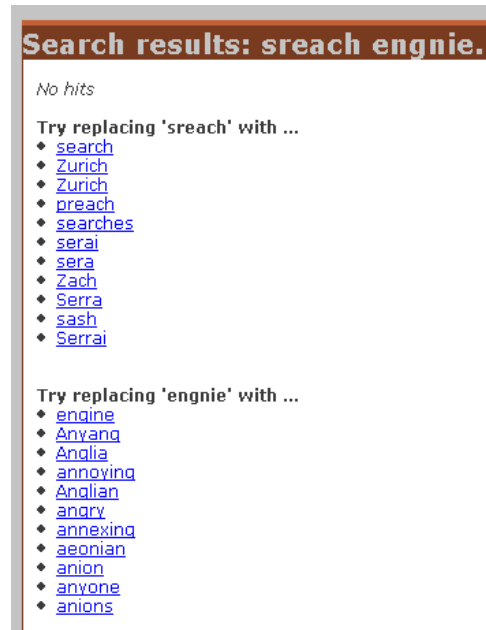 Search results: sreach engnie.
No hits
Try replacing 'sreach' with ...
◆ search
◆ Zurich
◆ Zurich
◆ preach
◆ searches
◆ serai
◆ sera
◆ Zach
◆ Serra
◆ sash
◆ Serrai
Try replacing 'engnie' with ...
◆ engine
◆ Anyang
◆ Anglia
◆ annoying
◆ Anglian
◆ angry
◆ annexing
◆ aeonian
◆ anion
◆ anyone
◆ anions